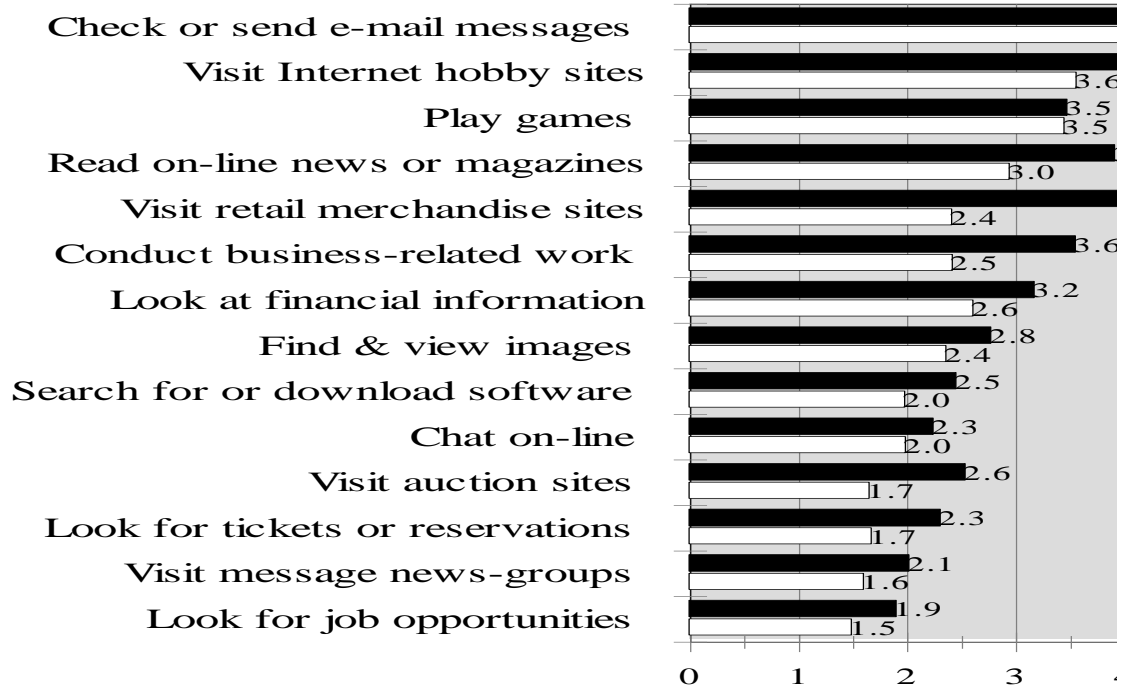 Check or send e-mail messages
Visit Internet hobby sites
3.6
Play games
3.5
3.5
Read on-line news or magazines
3.0
Visit retail merchandise sites
2.4
Conduct business-related work
3.6
2.5
Look at financial information
3.2
2.6
Find & view images
2.8
2.4
Search for or download software
2.5
2.0
Chat on-line
2.3
2.0
Visit auction sites
2.6
1.7
Look for tickets or reservations
2.3
1.7
Visit message news-groups
2.1
1.6
Look for job opportunities
1.9
1.5
0 1 2 3